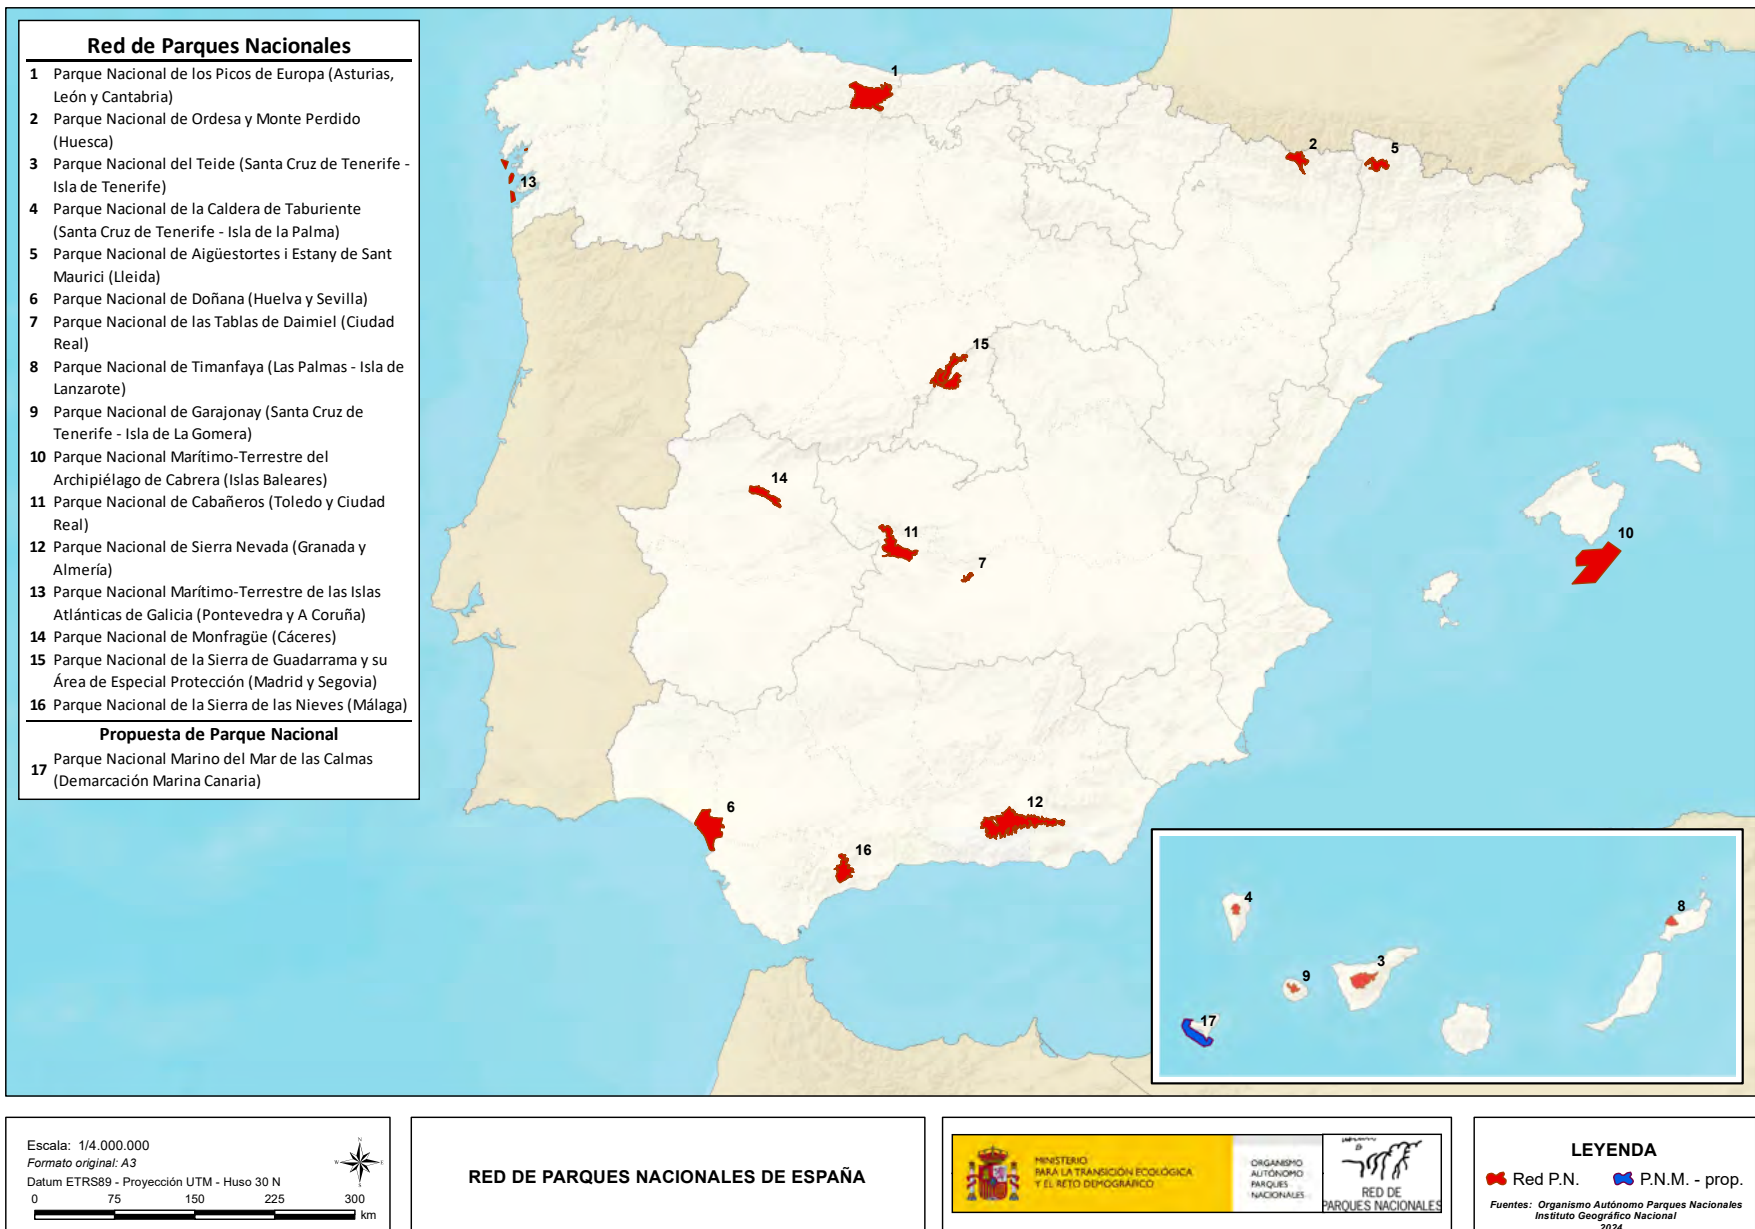 Red de Parques Nacionales
1 Parque Nacional de los Picos de Europa (Asturias,
León y Cantabria)
2 Parque Nacional de Ordesa y Monte Perdido
(Huesca)
3 Parque Nacional del Teide (Santa Cruz de Tenerife -
Isla de Tenerife)
4 Parque Nacional de la Caldera de Taburiente
(Santa Cruz de Tenerife - Isla de la Palma)
5 Parque Nacional de Aigüestortes i Estany de Sant
Maurici (Lleida)
6 Parque Nacional de Doñana (Huelva y Sevilla)
7 Parque Nacional de las Tablas de Daimiel (Ciudad
Real)
8 Parque Nacional de Timanfaya (Las Palmas - Isla de
Lanzarote)
9 Parque Nacional de Garajonay (Santa Cruz de
Tenerife - Isla de La Gomera)
10 Parque Nacional Marítimo-Terrestre del
Archipiélago de Cabrera (Islas Baleares)
11 Parque Nacional de Cabañeros (Toledo y Ciudad
Real)
12 Parque Nacional de Sierra Nevada (Granada y
Almería)
13 Parque Nacional Marítimo-Terrestre de las Islas
Atlánticas de Galicia (Pontevedra y A Coruña)
14 Parque Nacional de Monfragüe (Cáceres)
15 Parque Nacional de la Sierra de Guadarrama y su
Área de Especial Protección (Madrid y Segovia)
16 Parque Nacional de la Sierra de las Nieves (Málaga)
Propuesta de Parque Nacional
17 Parque Nacional Marino del Mar de las Calmas
(Demarcación Marina Canaria)
1
2
5
13
15
14
11
7
10
6
12
16
4
8
3
9
17
Escala: 1/4.000.000
Formato original: A3
Datum ETRS89 - Proyección UTM - Huso 30 N
0 75 150 225 300
km
N
W E
S
RED DE PARQUES NACIONALES DE ESPAÑA
MINISTERIO
PARA LA TRANSICIÓN ECOLÓGICA
Y EL RETO DEMOGRÁFICO
ORGANISMO
AUTÓNOMO
PARQUES
NACIONALES
RED DE
PARQUES NACIONALES
LEYENDA
Red P.N. P.N.M. - prop.
Fuentes: Organismo Autónomo Parques Nacionales
Instituto Geográfico Nacional
2024